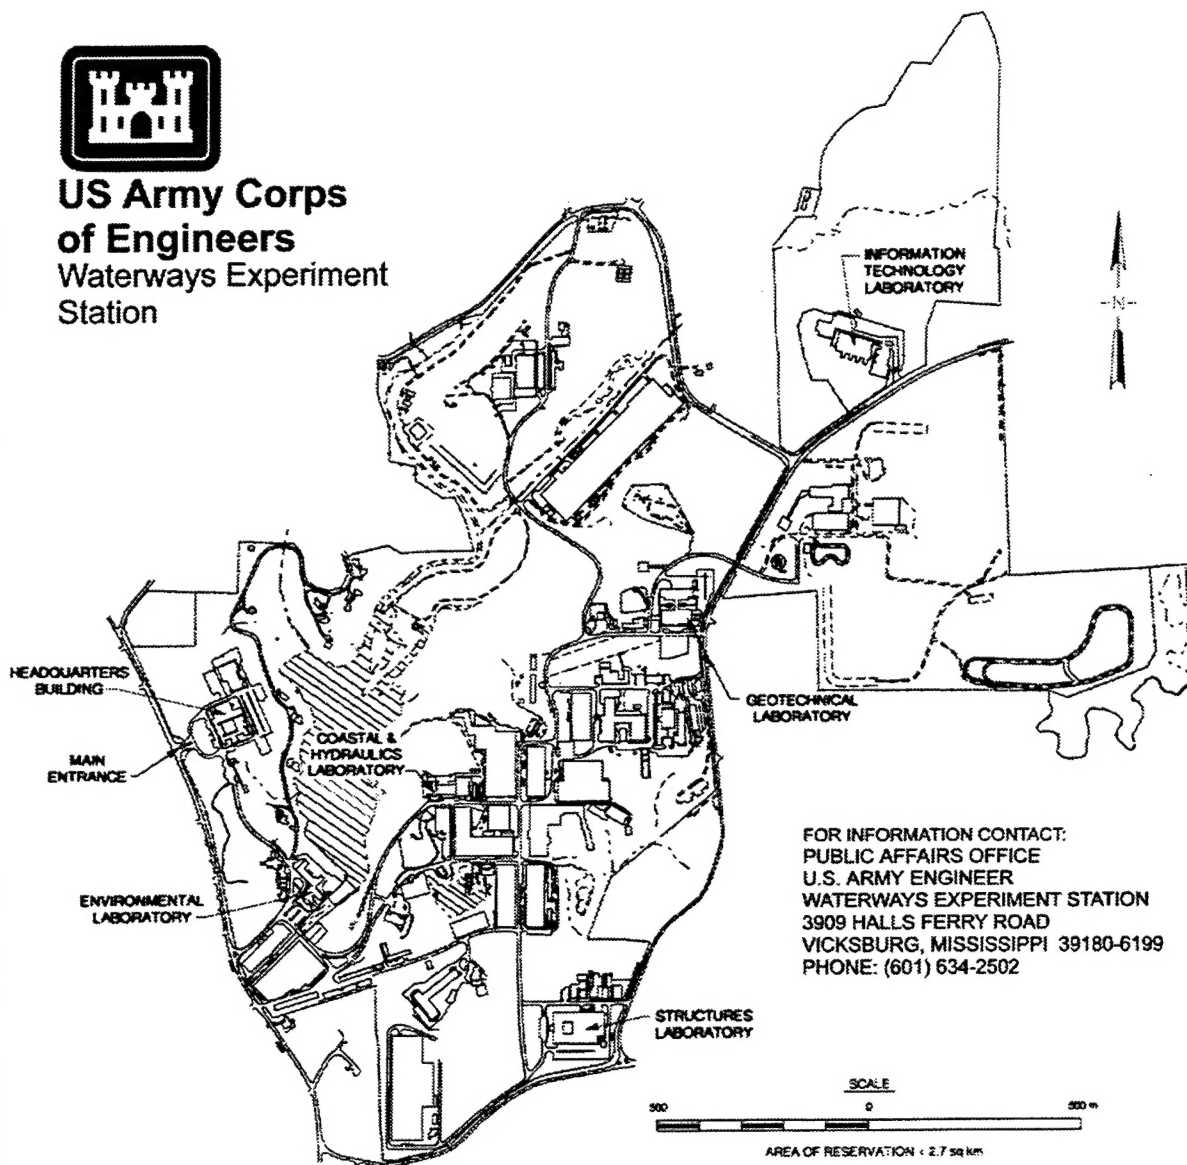 US Army Corps
of Engineers
Waterways Experiment
Station
INFORMATION
TECHNOLOGY
LABORATORY
N
HEADQUARTERS
BUILDING
MAIN
ENTRANCE
COASTAL &
HYDRAULICS
LABORATORY
GEOTECHNICAL
LABORATORY
ENVIRONMENTAL
LABORATORY
FOR INFORMATION CONTACT:
PUBLIC AFFAIRS OFFICE
U.S. ARMY ENGINEER
WATERWAYS EXPERIMENT STATION
3909 HALLS FERRY ROAD
VICKSBURG, MISSISSIPPI 39180-6199
PHONE: (601) 634-2502
STRUCTURES
LABORATORY
SCALE
500 0 500 m
AREA OF RESERVATION < 2.7 sq km